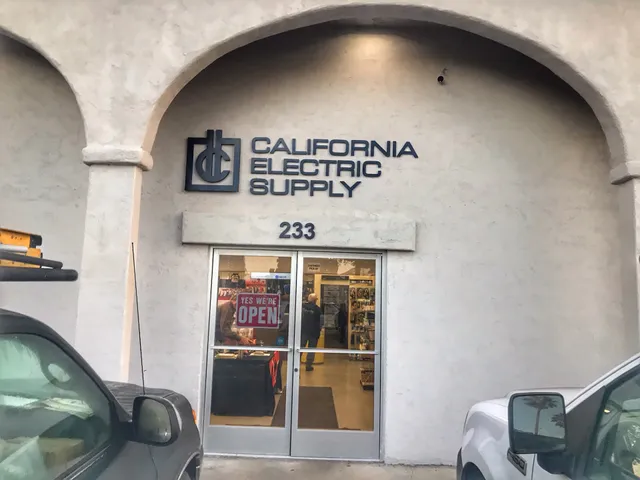 CALIFORNIA
ELECTRIC
SUPPLY
233
YES WE'RE
OPEN